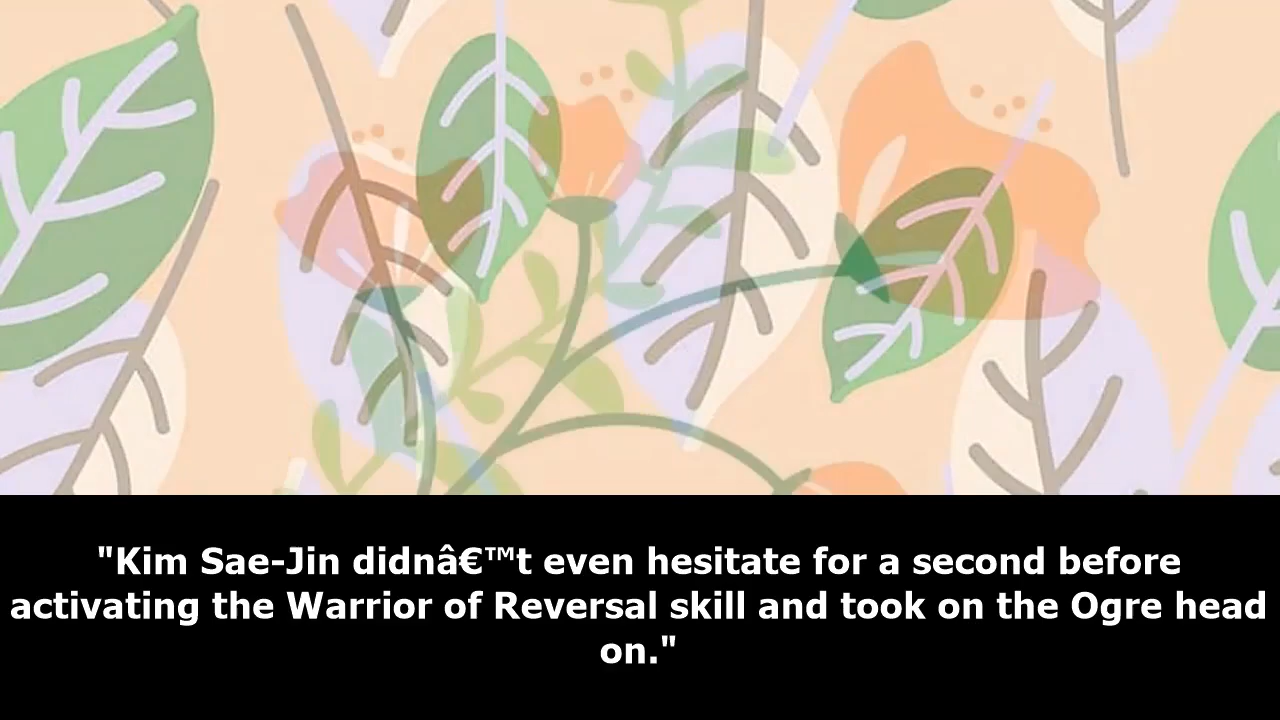 "Kim Sae-Jin didnâ€™t even hesitate for a second before
activating the Warrior of Reversal skill and took on the Ogre head
on."